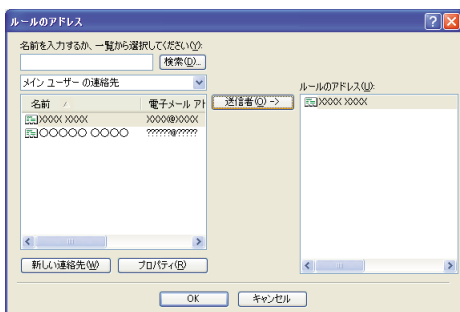 ルールのアドレス
名前を入力するか、一覧から選択してください(Y):
検索(D)...
メイン ユーザー の連絡先
ルールのアドレス(U):
名前
電子メール アド
送信者(O) ->
XXXX XXXX
XXXX@XXXX
XXXX XXXX
○○○○○ ○○○○
??????@?????
新しい連絡先(W)
プロパティ(R)
OK
キャンセル